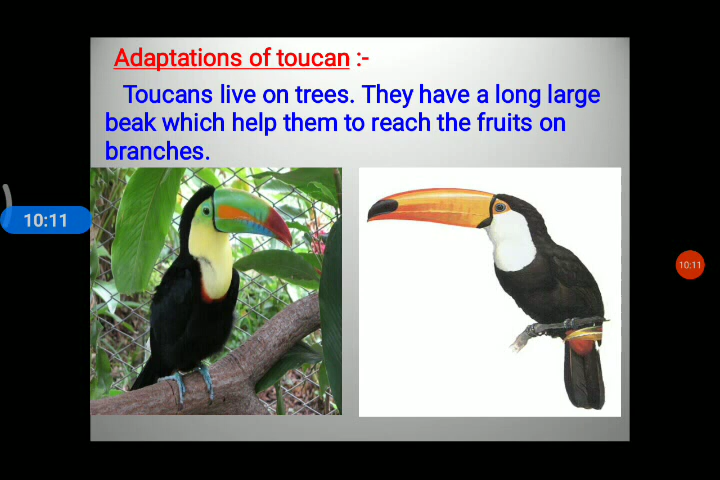 Adaptations of toucan :-
Toucans live on trees. They have a long large
beak which help them to reach the fruits on
branches.
10:11
10:11